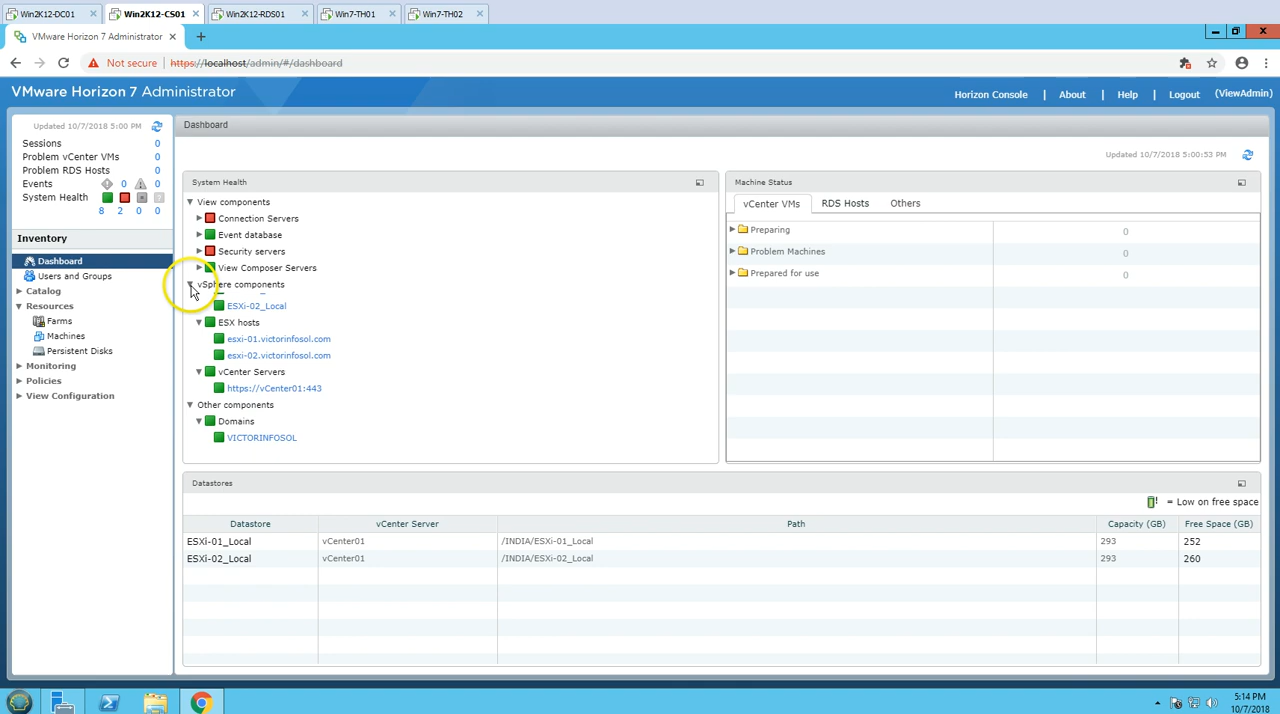 Win2K12-DC01
Win2K12-CS01
Win2K12-RDS01
Win7-TH01
Win7-TH02
VMware Horizon 7 Administrator
Not secure https://localhost/admin/#/dashboard
VMware Horizon 7 Administrator
Horizon Console | About | Help | Logout (ViewAdmin)
Updated 10/7/2018 5:00 PM
Sessions 0
Problem vCenter VMs 0
Problem RDS Hosts 0
Events 0 0
System Health
8 2 0 0
Inventory
Dashboard
Users and Groups
Catalog
Resources
Farms
Machines
Persistent Disks
Monitoring
Policies
View Configuration
Dashboard
Updated 10/7/2018 5:00:53 PM
System Health
View components
Connection Servers
Event database
Security servers
View Composer Servers
vSphere components
ESXi-02_Local
ESX hosts
esxi-01.victorinfosol.com
esxi-02.victorinfosol.com
vCenter Servers
https://vCenter01:443
Other components
Domains
VICTORINFOSOL
Machine Status
vCenter VMs RDS Hosts Others
Preparing 0
Problem Machines 0
Prepared for use 0
Datastores
= Low on free space
Datastore vCenter Server Path Capacity (GB) Free Space (GB)
ESXi-01_Local vCenter01 /INDIA/ESXi-01_Local 293 252
ESXi-02_Local vCenter01 /INDIA/ESXi-02_Local 293 260
5:14 PM
10/7/2018